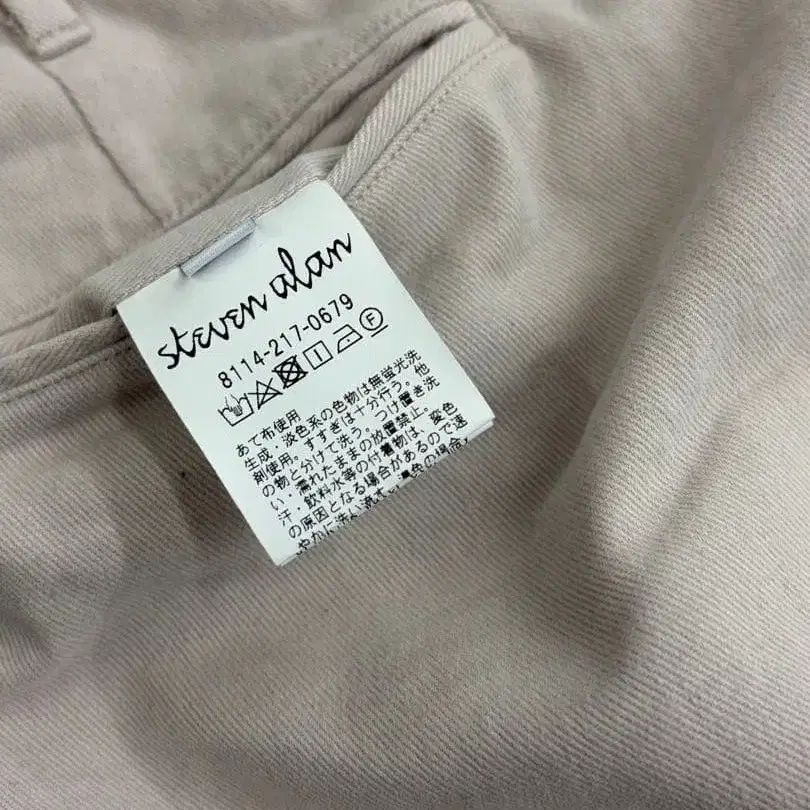 steven alan
8114-217-0679
F
あて布使用
生成・淡色系の色物は無蛍光洗
剤使用。すすぎは十分行う。他
の物と分けて洗う。つけ置き洗
い・濡れたままの放置禁止。
汗・飲料水等の付着物は、変色
の原因となる場合があるので速
やかに洗い流す
色の場合